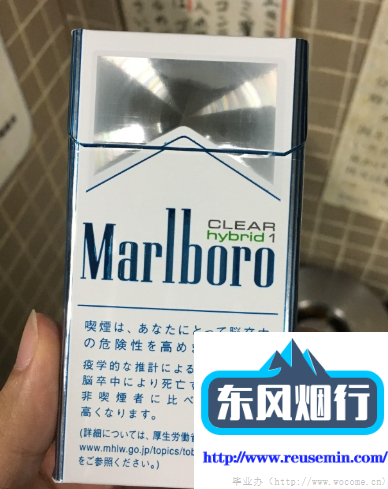 CLEAR
hybrid 1
Marlboro
喫煙は、あなたにとって脳卒中
の危険性を高め
疫学的な推計による
脳卒中により死亡す
非喫煙者に比べ
高くなります。
(詳細については、厚生労働省
www.mhlw.go.jp/topics/tob
をご参照ください。)
东风烟行
http://www.reusemin.com/
毕业办《http://www.wocome.cn》